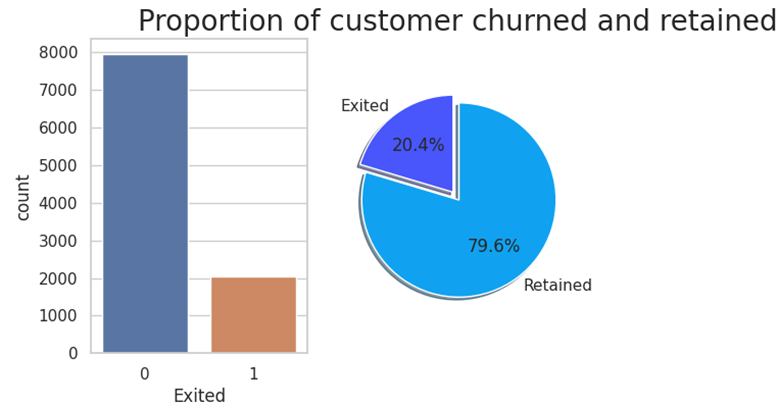 Proportion of customer churned and retained
8000
7000
6000
5000
4000
3000
2000
1000
0
count
0 1
Exited
Exited
20.4%
79.6%
Retained